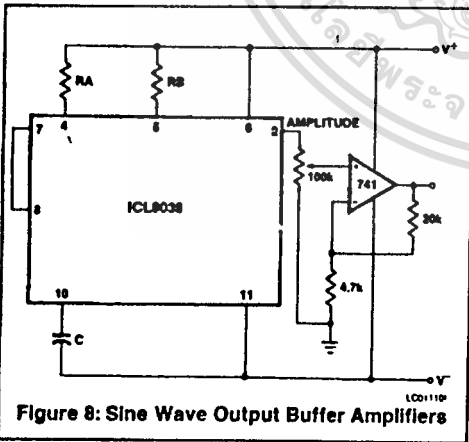 V+
RA
RB
4
5
6
AMPLITUDE
7
2
100k
+
741
-
8
ICL8038
20k
4.7k
10
11
C
V-
Figure 8: Sine Wave Output Buffer Amplifiers